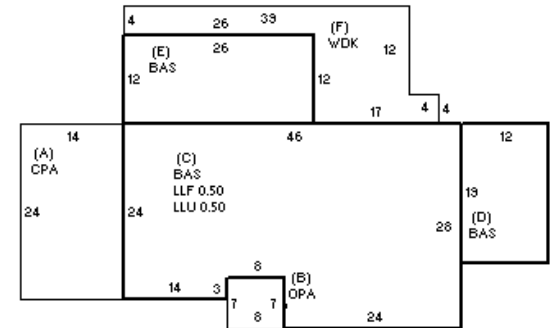 4 26 39
(F)
WDK 12
(E)
BAS
26
12 12
17 4 4
14 46 12
(A)
CPA
(C)
BAS
LLF 0.50
LLU 0.50
24 24
19
28
(D)
BAS
8
(B)
OPA
14 3
7 7
8 24